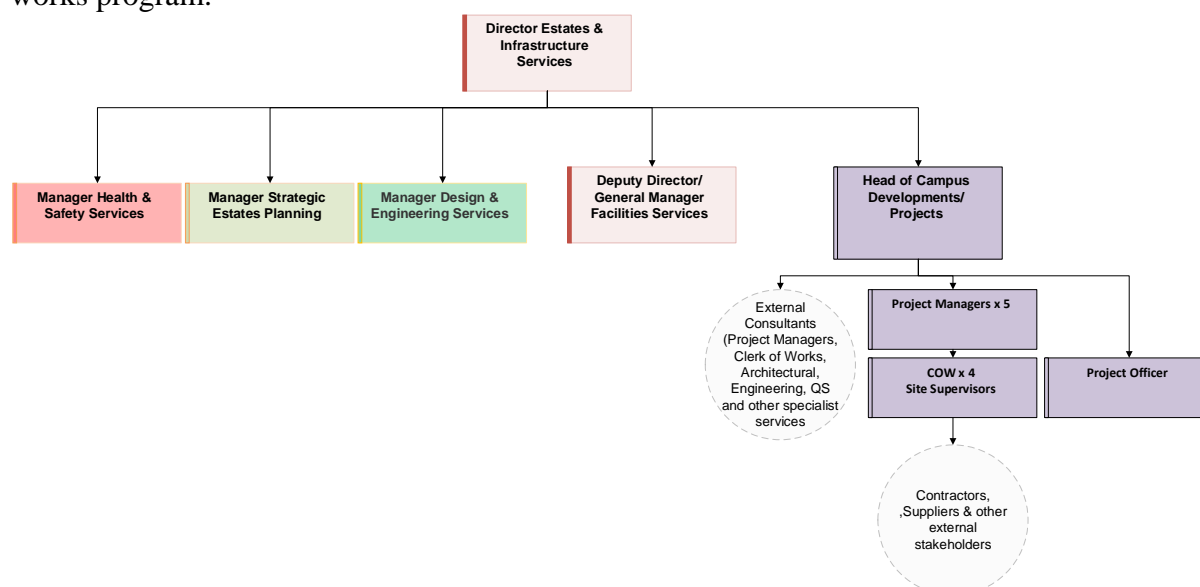 works program.
Director Estates &
Infrastructure
Services
Manager Health &
Safety Services
Manager Strategic
Estates Planning
Manager Design &
Engineering Services
Deputy Director/
General Manager
Facilities Services
Head of Campus
Developments/
Projects
External
Consultants
(Project Managers,
Clerk of Works,
Architectural,
Engineering, QS
and other specialist
services
Project Managers x 5
COW x 4
Site Supervisors
Project Officer
Contractors,
,Suppliers & other
external
stakeholders